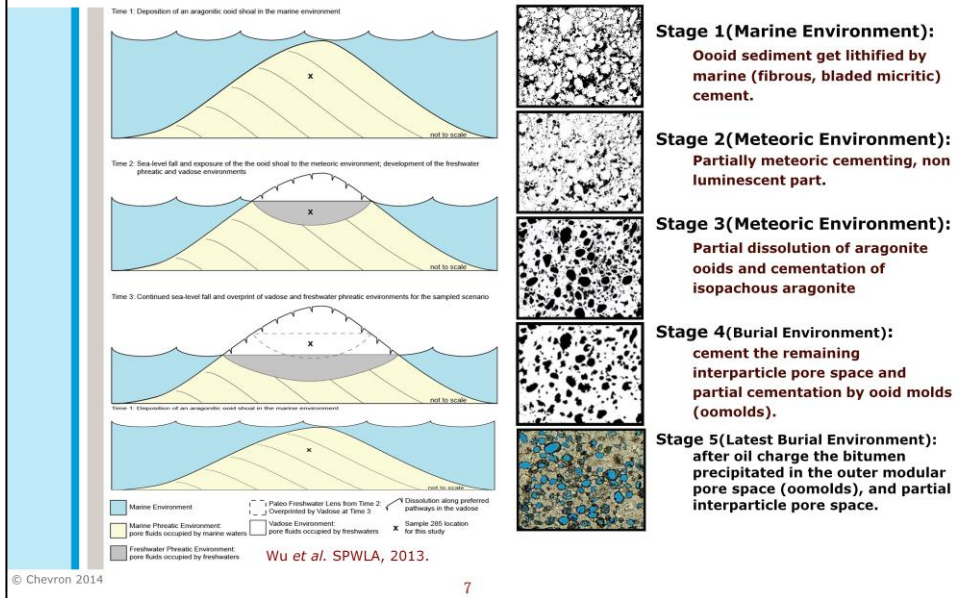 Time 1: Deposition of an aragonitic ooid shoal in the marine environment
x
not to scale
Time 2: Sea-level fall and exposure of the the ooid shoal to the meteoric environment; development of the freshwater
phreatic and vadose environments
x
not to scale
Time 3: Continued sea-level fall and overprint of vadose and freshwater phreatic environments for the sampled scenario
x
not to scale
Time 1: Deposition of an aragonitic ooid shoal in the marine environment
x
not to scale
Marine Environment
Marine Phreatic Environment:
pore fluids occupied by marine waters
Freshwater Phreatic Environment:
pore fluids occupied by freshwaters
Paleo Freshwater Lens from Time 2:
Overprinted by Vadose at Time 3
Vadose Environment:
pore fluids occupied by freshwaters
Dissolution along preferred
pathways in the vadose
x Sample 285 location
for this study
Wu et al. SPWLA, 2013.
Stage 1(Marine Environment):
Oooid sediment get lithified by
marine (fibrous, bladed micritic)
cement.
Stage 2(Meteoric Environment):
Partially meteoric cementing, non
luminescent part.
Stage 3(Meteoric Environment):
Partial dissolution of aragonite
ooids and cementation of
isopachous aragonite
Stage 4(Burial Environment):
cement the remaining
interparticle pore space and
partial cementation by ooid molds
(oomolds).
Stage 5(Latest Burial Environment):
after oil charge the bitumen
precipitated in the outer modular
pore space (oomolds), and partial
interparticle pore space.
© Chevron 2014
7